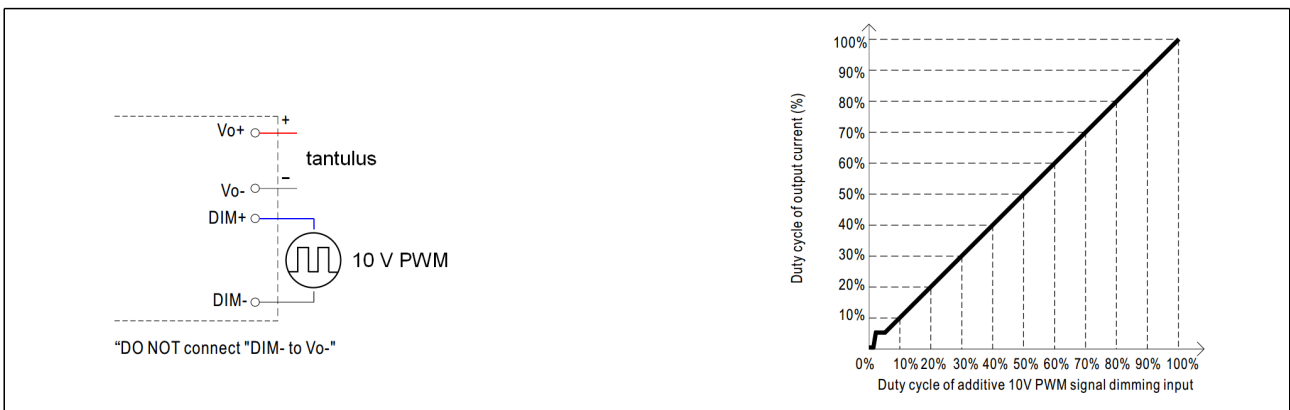 Vo+
+
tantulus
Vo-
−
DIM+
10 V PWM
DIM-
“DO NOT connect "DIM- to Vo-"
Duty cycle of output current (%)
100%
90%
80%
70%
60%
50%
40%
30%
20%
10%
0% 10% 20% 30% 40% 50% 60% 70% 80% 90% 100%
Duty cycle of additive 10V PWM signal dimming input